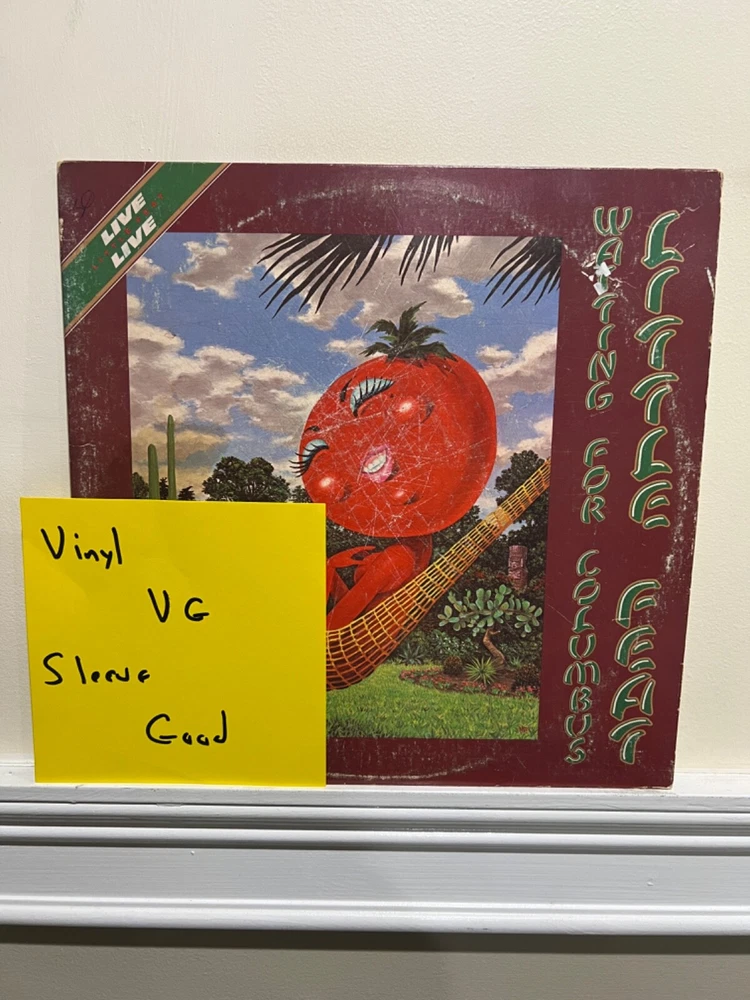 LIVE
LIVE
WAITING FOR COLUMBUS
LITTLE FEAT
Vinyl
VG
Sleeve
Good